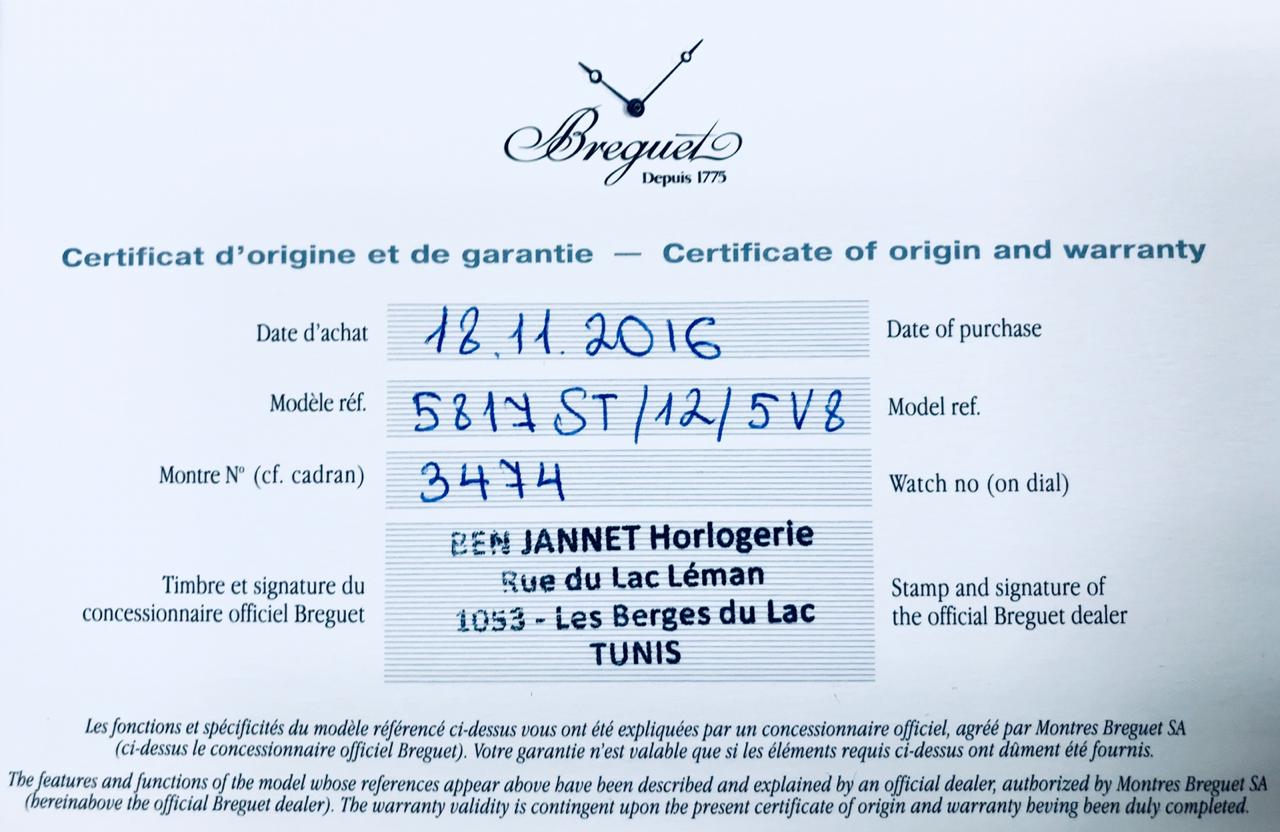 Breguet
Depuis 1775
Certificat d'origine et de garantie — Certificate of origin and warranty
Date d'achat 18.11.2016 Date of purchase
Modèle réf. 5817 ST/12/5V8 Model ref.
Montre Nº (cf. cadran) 3474 Watch no (on dial)
BEN JANNET Horlogerie
Rue du Lac Léman
Timbre et signature du Stamp and signature of
concessionnaire officiel Breguet 1053 - Les Berges du Lac the official Breguet dealer
TUNIS
Les fonctions et spécificités du modèle référencé ci-dessus vous ont été expliquées par un concessionnaire officiel, agréé par Montres Breguet SA
(ci-dessus le concessionnaire officiel Breguet). Votre garantie n'est valable que si les éléments requis ci-dessus ont dûment été fournis.
The features and functions of the model whose references appear above have been described and explained by an official dealer, authorized by Montres Breguet SA
(hereinabove the official Breguet dealer). The warranty validity is contingent upon the present certificate of origin and warranty beving been duly completed.